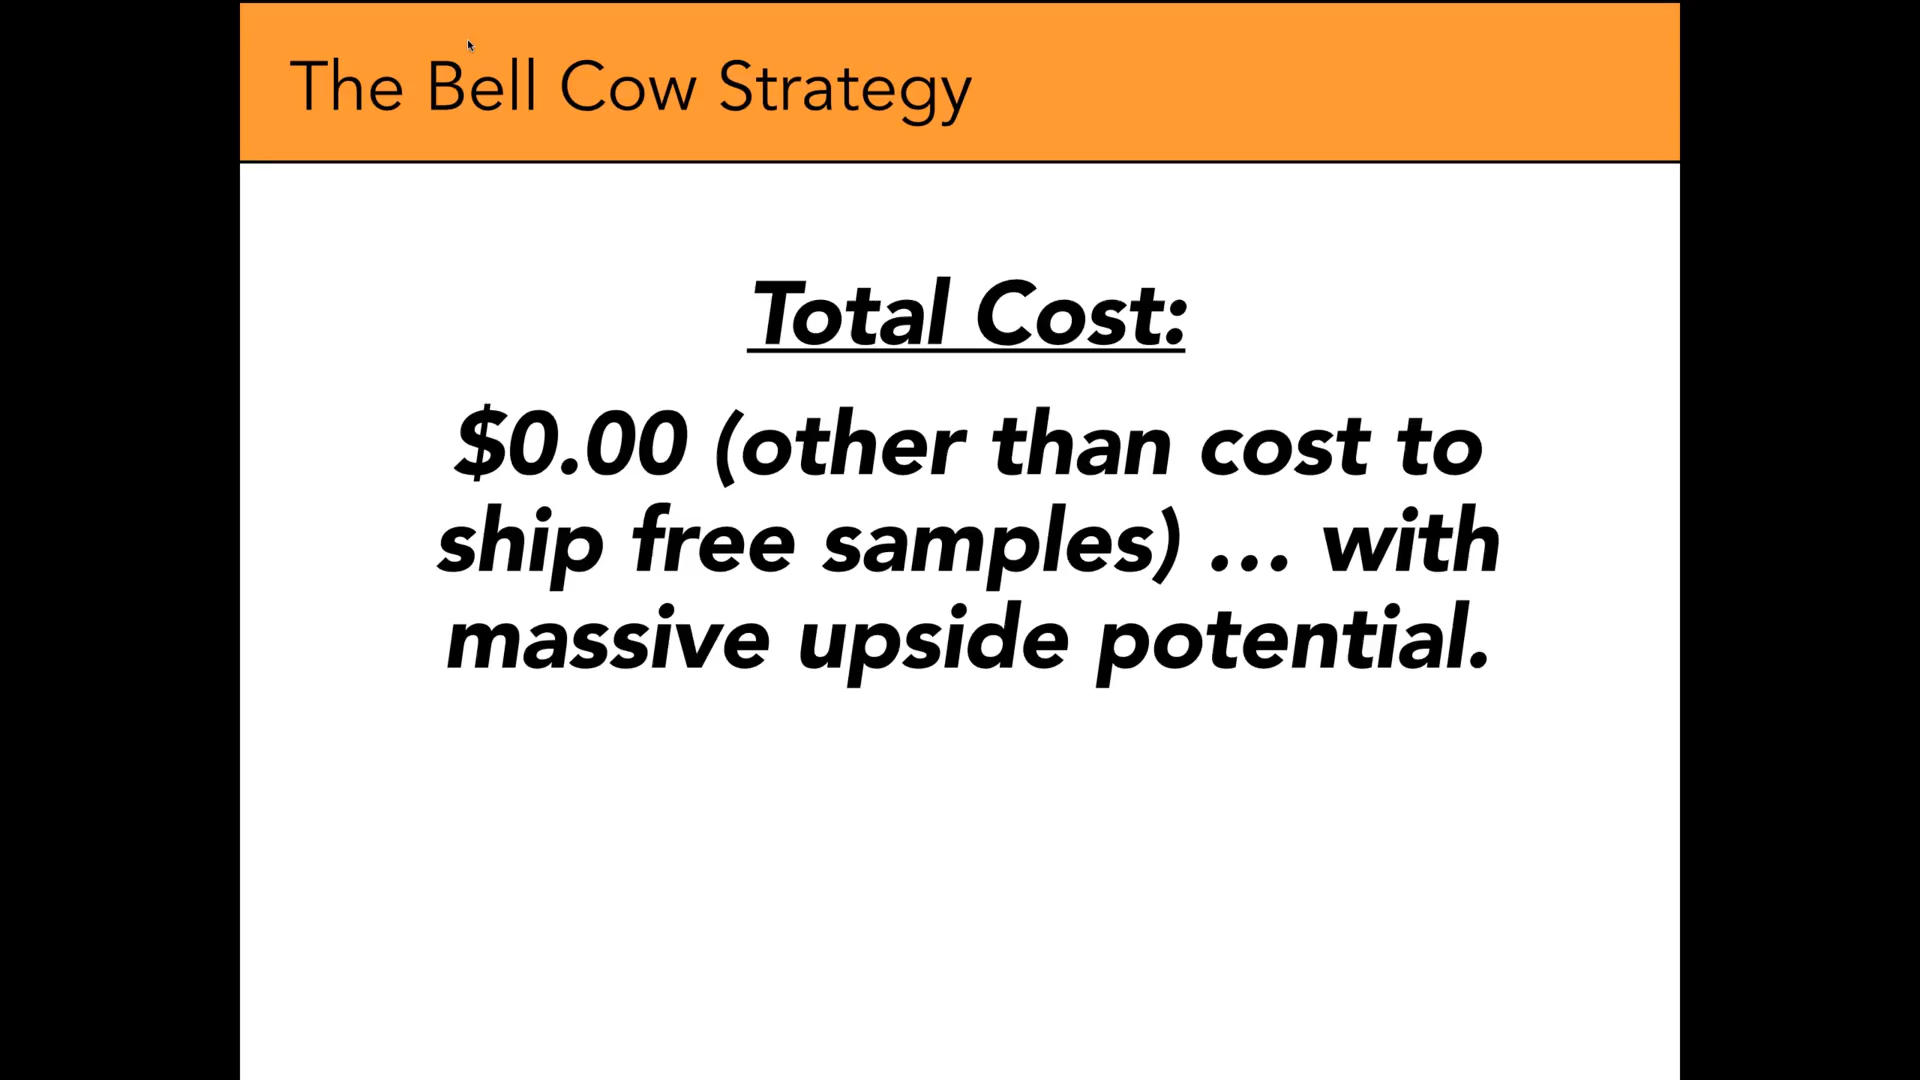 The Bell Cow Strategy
Total Cost:
$0.00 (other than cost to
ship free samples) … with
massive upside potential.